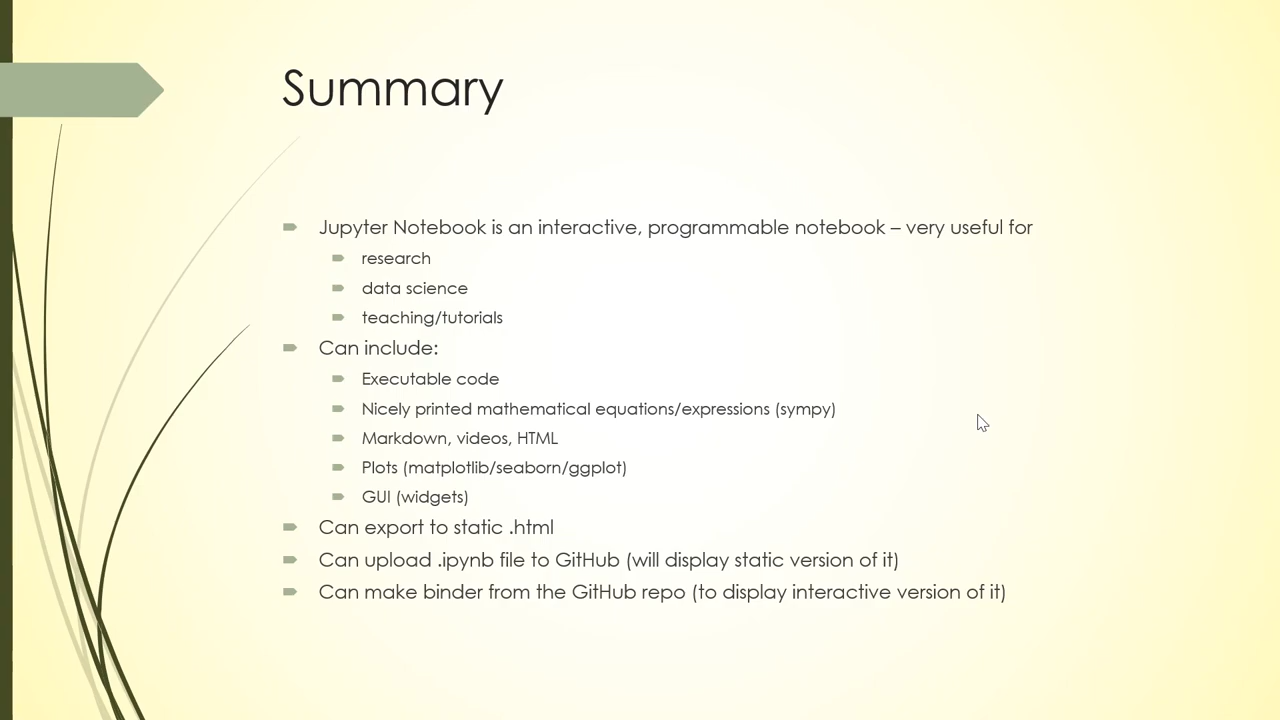 Summary
Jupyter Notebook is an interactive, programmable notebook – very useful for
research
data science
teaching/tutorials
Can include:
Executable code
Nicely printed mathematical equations/expressions (sympy)
Markdown, videos, HTML
Plots (matplotlib/seaborn/ggplot)
GUI (widgets)
Can export to static .html
Can upload .ipynb file to GitHub (will display static version of it)
Can make binder from the GitHub repo (to display interactive version of it)